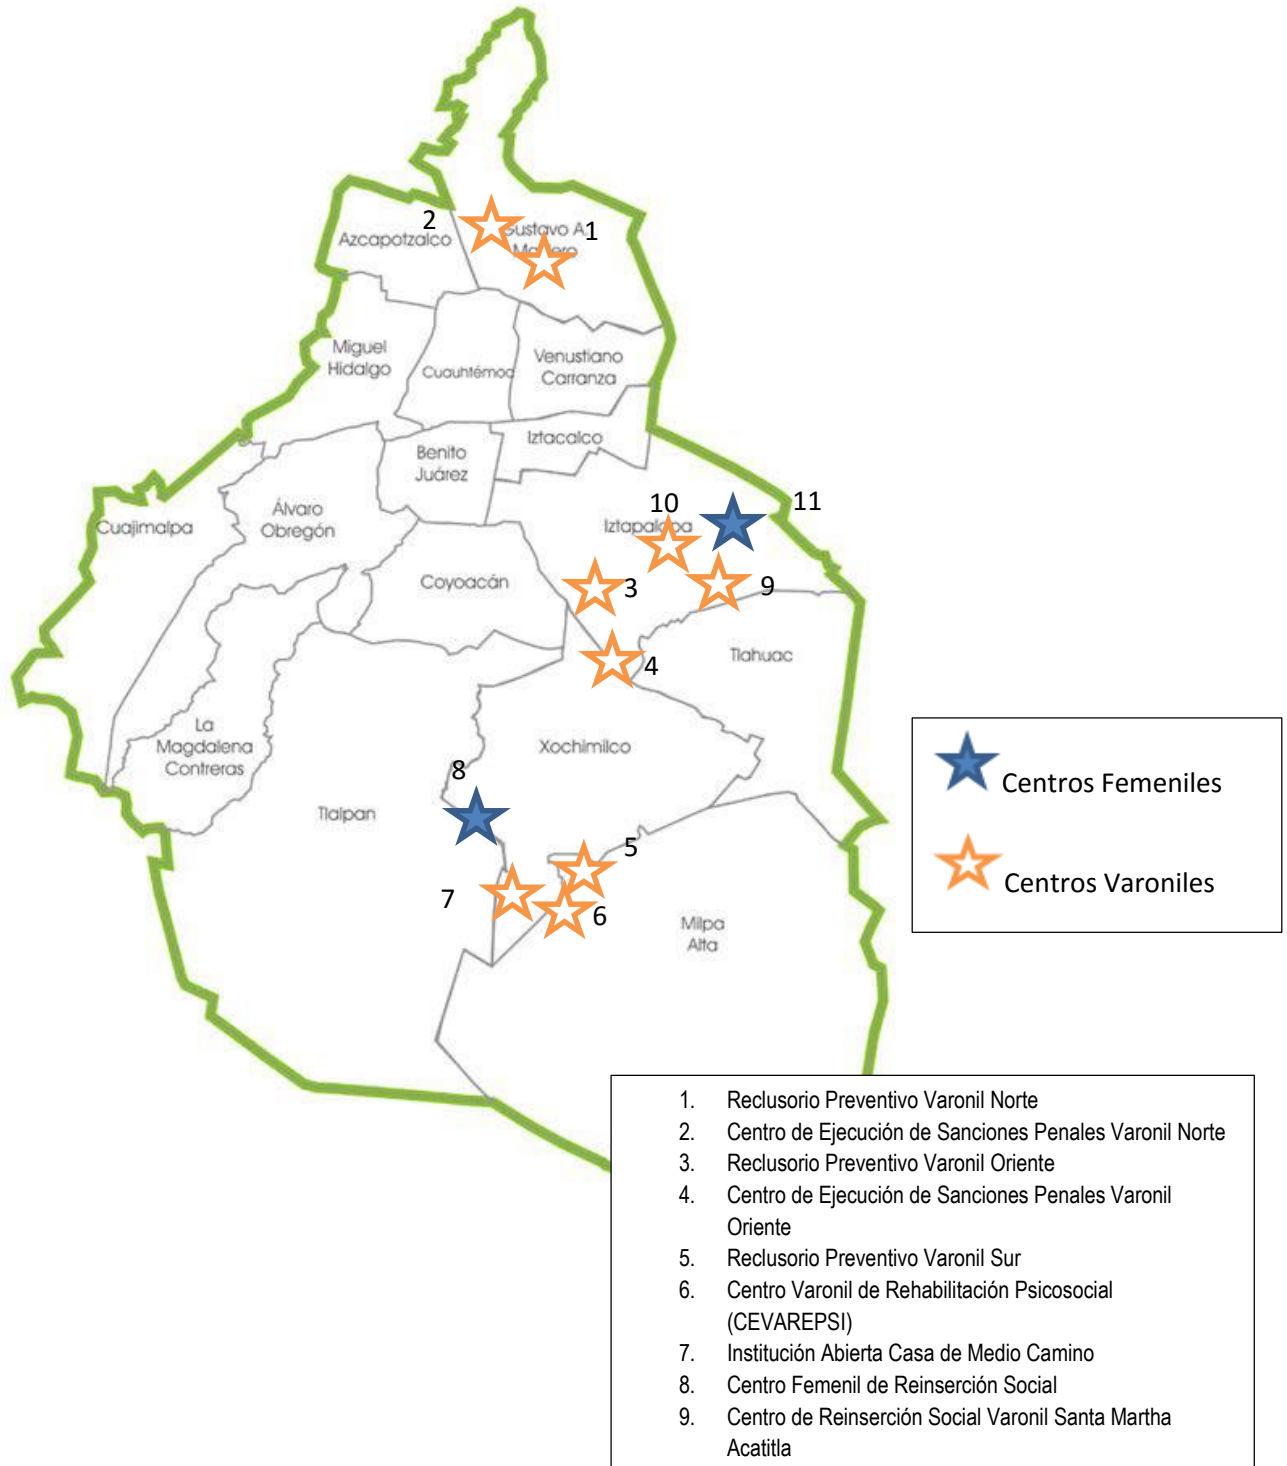 2
Azcapotzalco
Gustavo A.
Madero
1
Miguel
Hidalgo
Cuauhtémoc
Venustiano
Carranza
Iztacalco
Benito
Juárez
Cuajimalpa
Álvaro
Obregón
10
11
Iztapalapa
Coyoacán
3
9
4
Tlahuac
La
Magdalena
Contreras
Xochimilco
8
Tlalpan
5
7
6
Milpa
Alta
Centros Femeniles
Centros Varoniles
1. Reclusorio Preventivo Varonil Norte
2. Centro de Ejecución de Sanciones Penales Varonil Norte
3. Reclusorio Preventivo Varonil Oriente
4. Centro de Ejecución de Sanciones Penales Varonil
Oriente
5. Reclusorio Preventivo Varonil Sur
6. Centro Varonil de Rehabilitación Psicosocial
(CEVAREPSI)
7. Institución Abierta Casa de Medio Camino
8. Centro Femenil de Reinserción Social
9. Centro de Reinserción Social Varonil Santa Martha
Acatitla